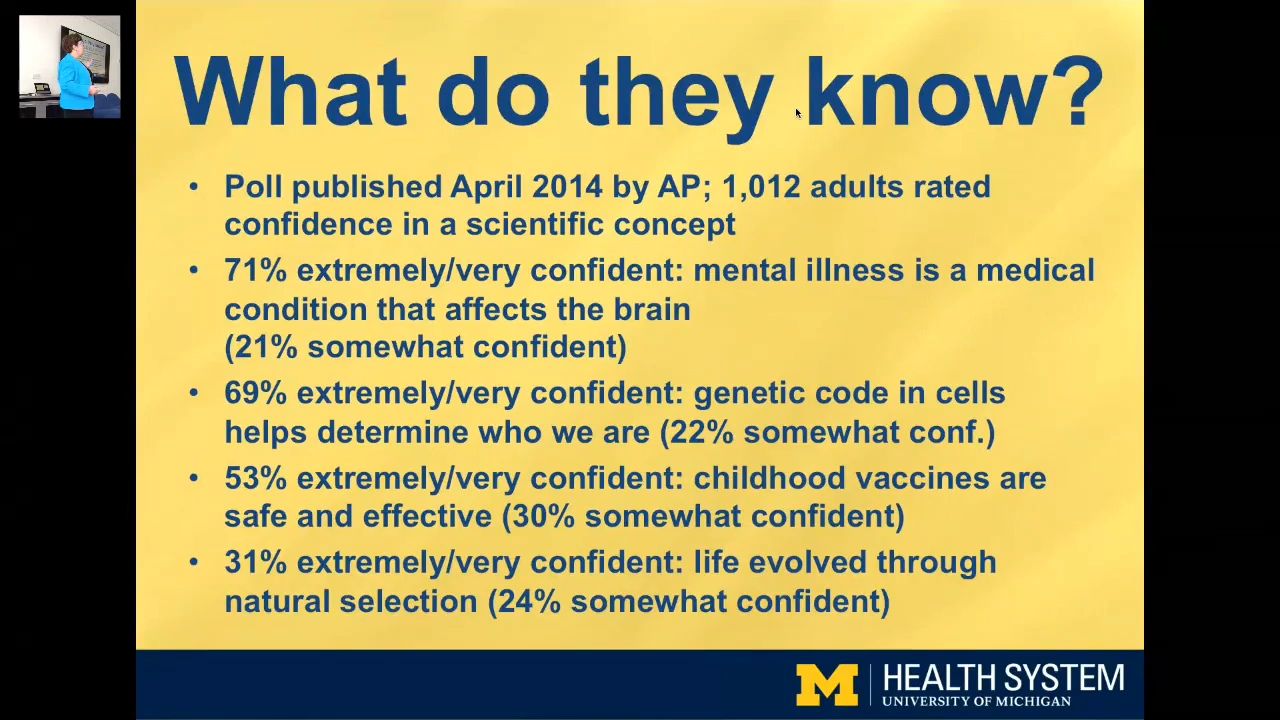 What do they know?
• Poll published April 2014 by AP; 1,012 adults rated
confidence in a scientific concept
• 71% extremely/very confident: mental illness is a medical
condition that affects the brain
(21% somewhat confident)
• 69% extremely/very confident: genetic code in cells
helps determine who we are (22% somewhat conf.)
• 53% extremely/very confident: childhood vaccines are
safe and effective (30% somewhat confident)
• 31% extremely/very confident: life evolved through
natural selection (24% somewhat confident)
M HEALTH SYSTEM
UNIVERSITY OF MICHIGAN